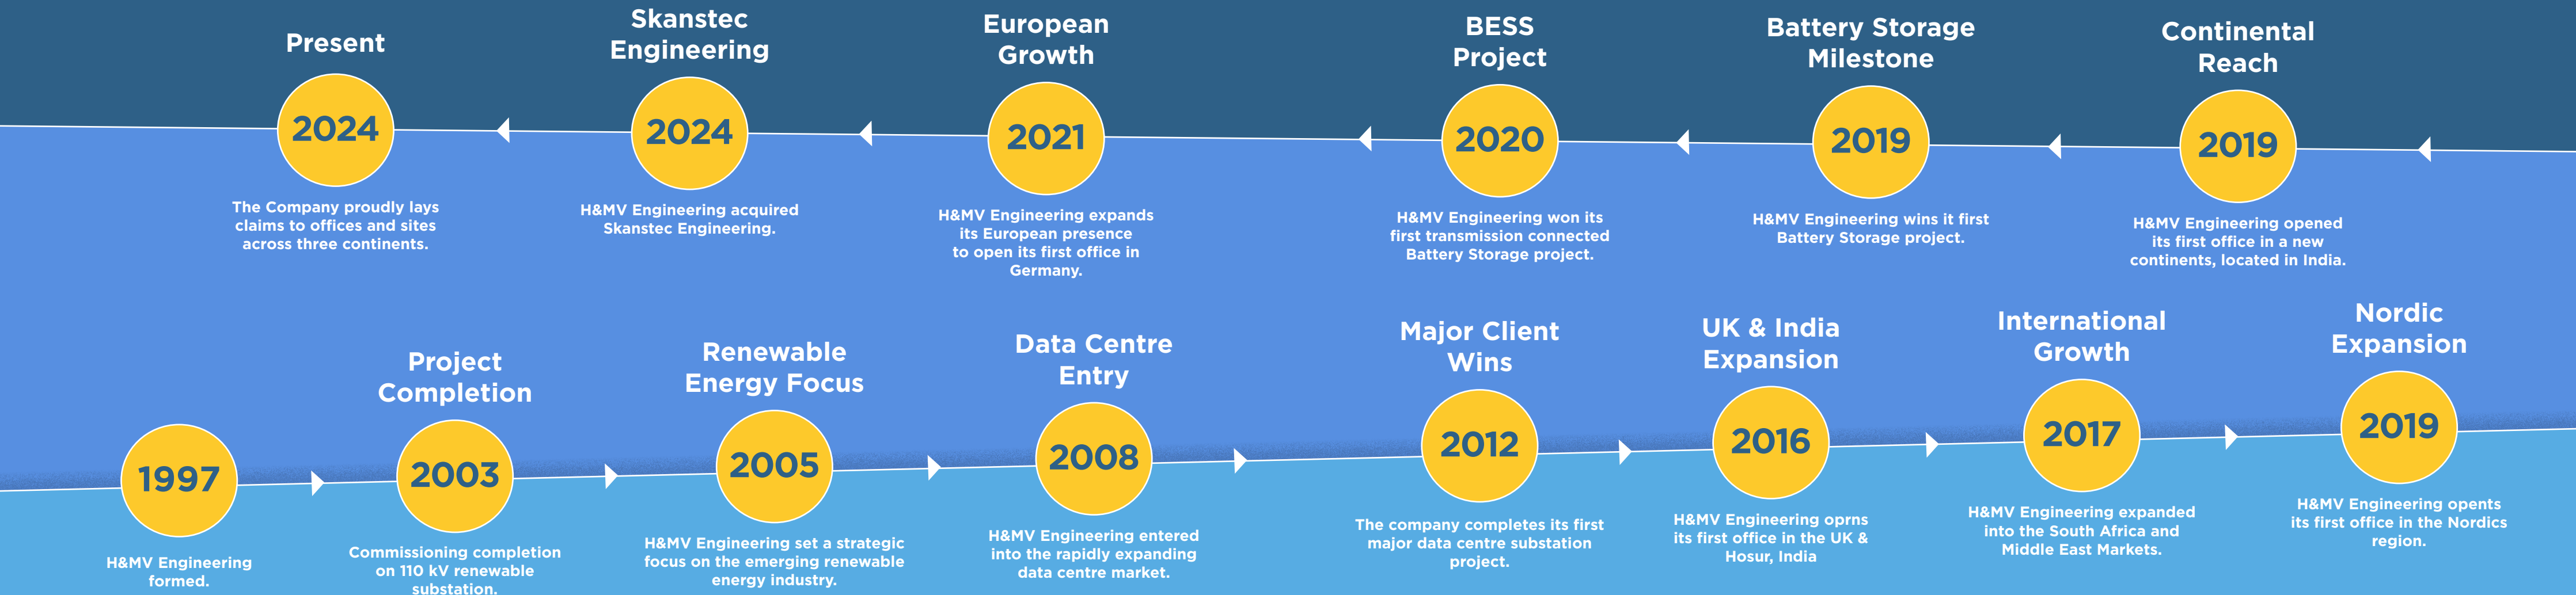 Present
2024
The Company proudly lays
claims to offices and sites
across three continents.
Skanstec
Engineering
2024
H&MV Engineering acquired
Skanstec Engineering.
European
Growth
2021
H&MV Engineering expands
its European presence
to open its first office in
Germany.
BESS
Project
2020
H&MV Engineering won its
first transmission connected
Battery Storage project.
Battery Storage
Milestone
2019
H&MV Engineering wins it first
Battery Storage project.
Continental
Reach
2019
H&MV Engineering opened
its first office in a new
continents, located in India.
1997
H&MV Engineering
formed.
Project
Completion
2003
Commissioning completion
on 110 kV renewable
substation.
Renewable
Energy Focus
2005
H&MV Engineering set a strategic
focus on the emerging renewable
energy industry.
Data Centre
Entry
2008
H&MV Engineering entered
into the rapidly expanding
data centre market.
Major Client
Wins
2012
The company completes its first
major data centre substation
project.
UK & India
Expansion
2016
H&MV Engineering oprns
its first office in the UK &
Hosur, India
International
Growth
2017
H&MV Engineering expanded
into the South Africa and
Middle East Markets.
Nordic
Expansion
2019
H&MV Engineering opents
its first office in the Nordics
region.